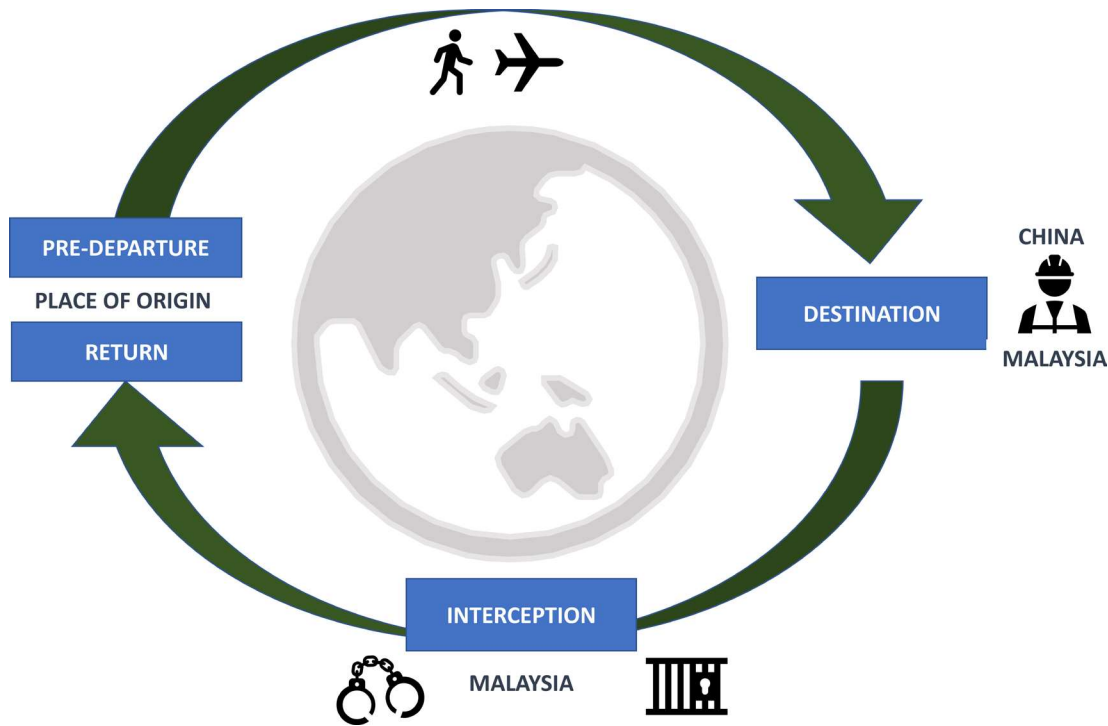 PRE-DEPARTURE
PLACE OF ORIGIN
RETURN
CHINA
DESTINATION
MALAYSIA
INTERCEPTION
MALAYSIA